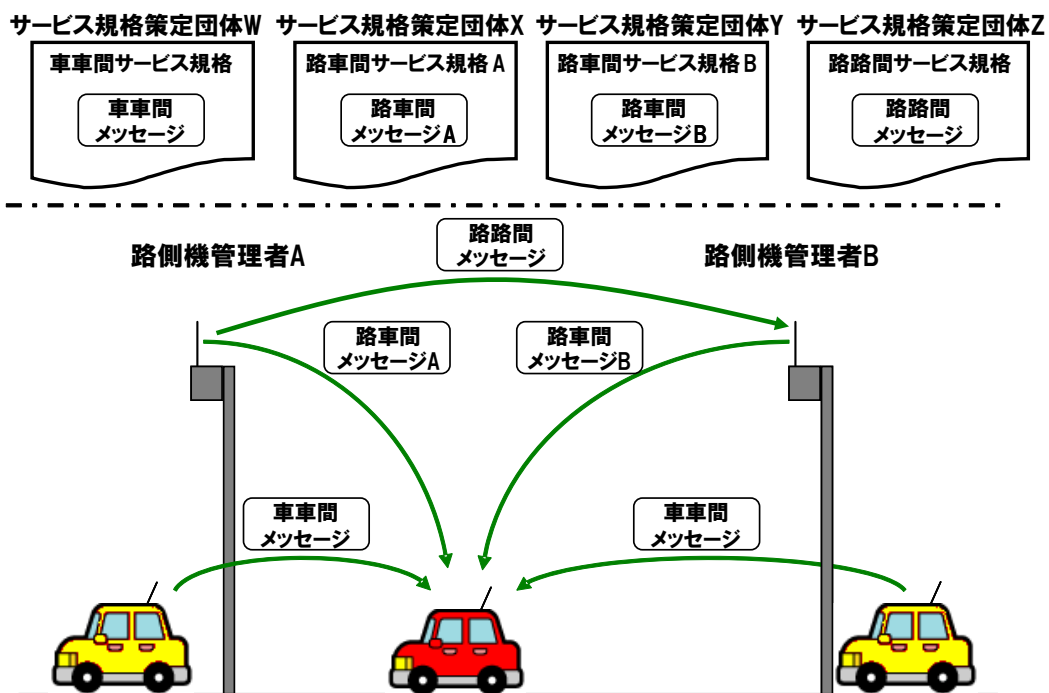 サービス規格策定団体W サービス規格策定団体X サービス規格策定団体Y サービス規格策定団体Z
車車間サービス規格
車車間
メッセージ
路車間サービス規格A
路車間
メッセージA
路車間サービス規格B
路車間
メッセージB
路路間サービス規格
路路間
メッセージ
路側機管理者A
路路間
メッセージ
路側機管理者B
路車間
メッセージA
路車間
メッセージB
車車間
メッセージ
車車間
メッセージ